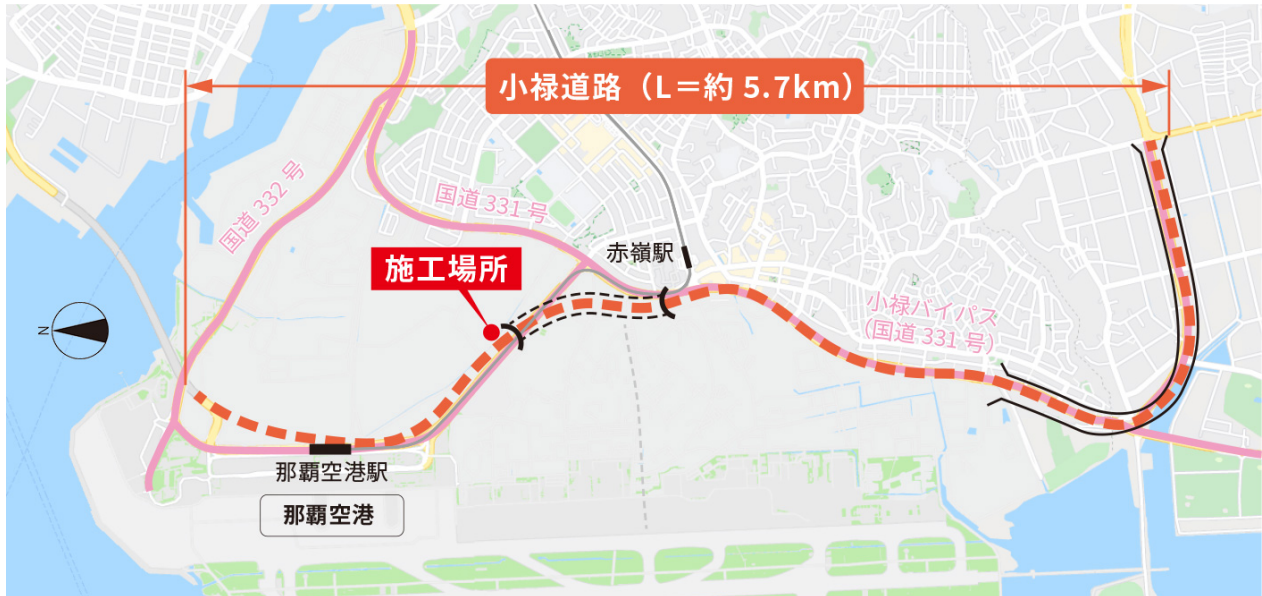 小禄道路（L＝約 5.7km）
国道 332 号
国道 331 号
赤嶺駅
施工場所
小禄バイパス
（国道 331 号）
N
那覇空港駅
那覇空港